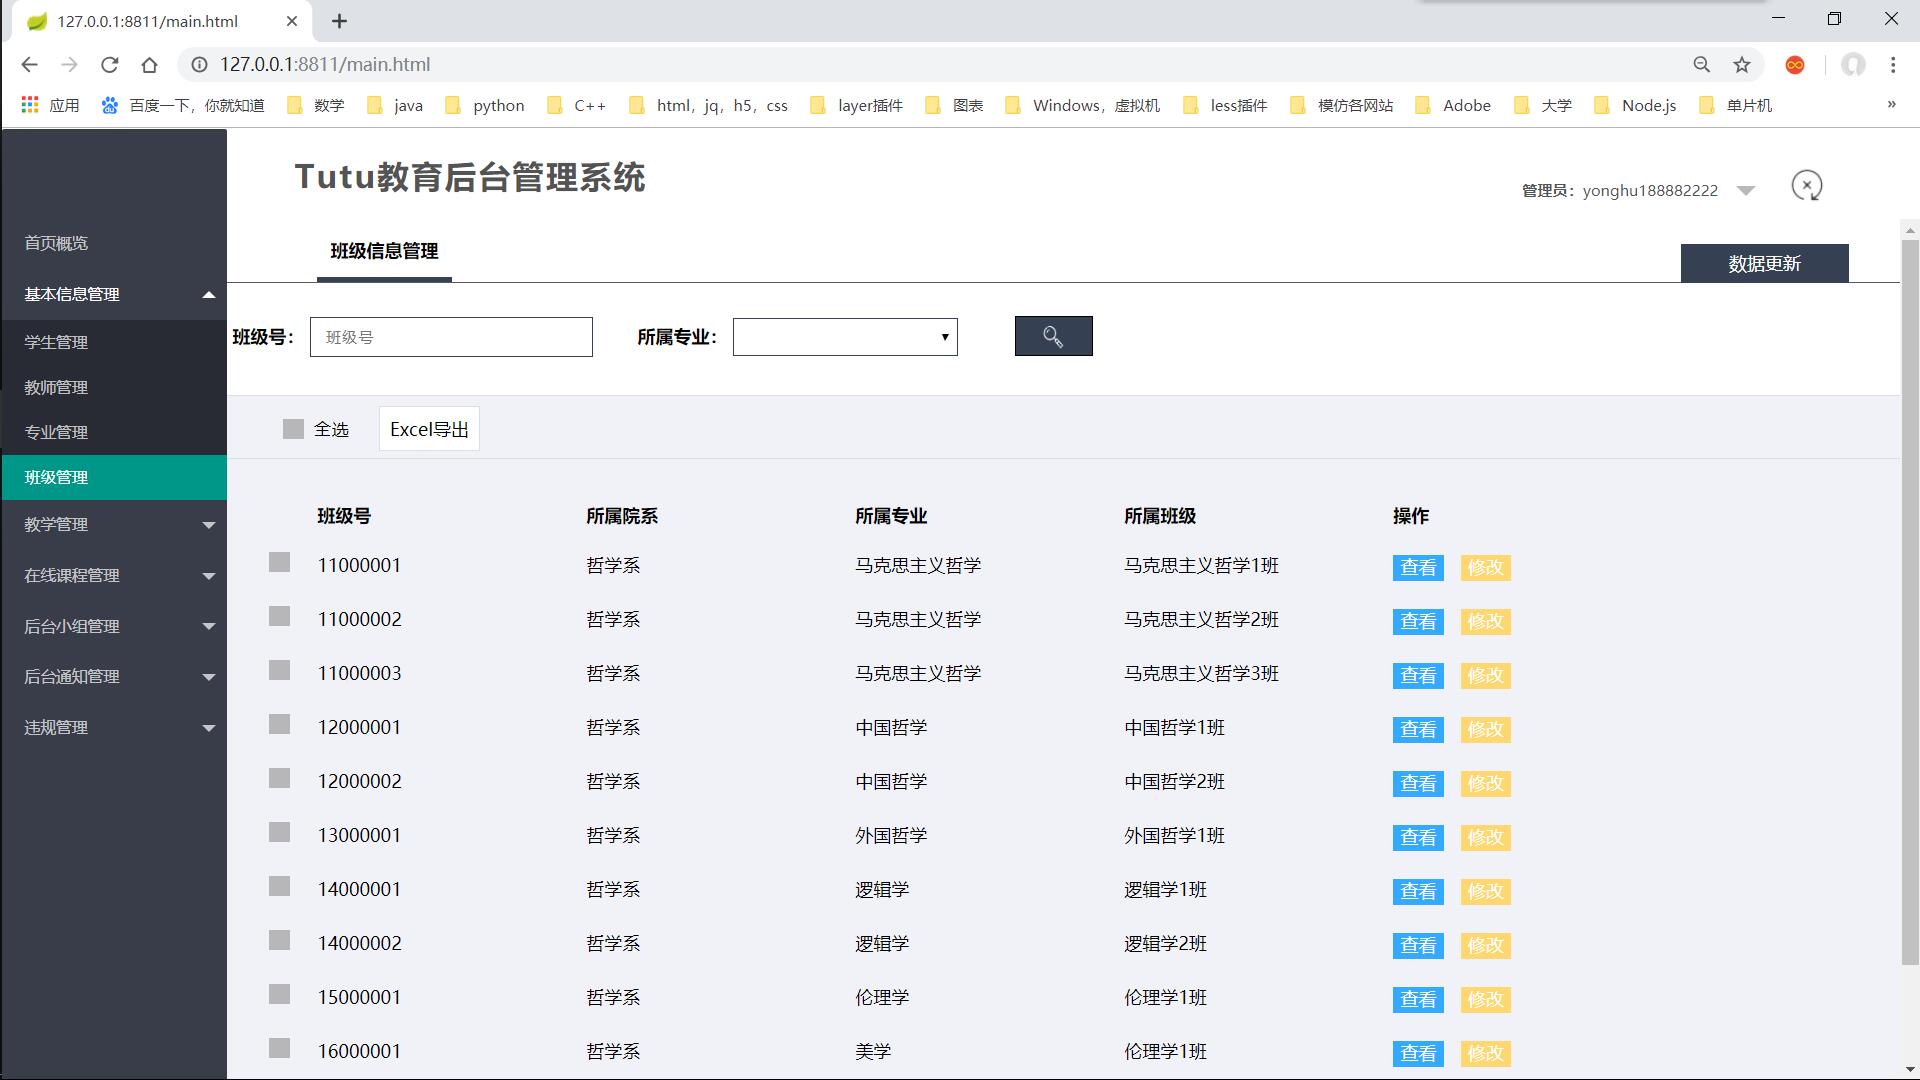 127.0.0.1:8811/main.html
127.0.0.1:8811/main.html
应用 百度一下，你就知道 数学 java python C++ html，jq，h5，css layer插件 图表 Windows，虚拟机 less插件 模仿各网站 Adobe 大学 Node.js 单片机 »
Tutu教育后台管理系统
管理员：yonghu188882222
首页概览
基本信息管理
学生管理
教师管理
专业管理
班级管理
教学管理
在线课程管理
后台小组管理
后台通知管理
违规管理
班级信息管理
数据更新
班级号： 班级号 所属专业：
全选 Excel导出
班级号 所属院系 所属专业 所属班级 操作
11000001 哲学系 马克思主义哲学 马克思主义哲学1班 查看 修改
11000002 哲学系 马克思主义哲学 马克思主义哲学2班 查看 修改
11000003 哲学系 马克思主义哲学 马克思主义哲学3班 查看 修改
12000001 哲学系 中国哲学 中国哲学1班 查看 修改
12000002 哲学系 中国哲学 中国哲学2班 查看 修改
13000001 哲学系 外国哲学 外国哲学1班 查看 修改
14000001 哲学系 逻辑学 逻辑学1班 查看 修改
14000002 哲学系 逻辑学 逻辑学2班 查看 修改
15000001 哲学系 伦理学 伦理学1班 查看 修改
16000001 哲学系 美学 伦理学1班 查看 修改